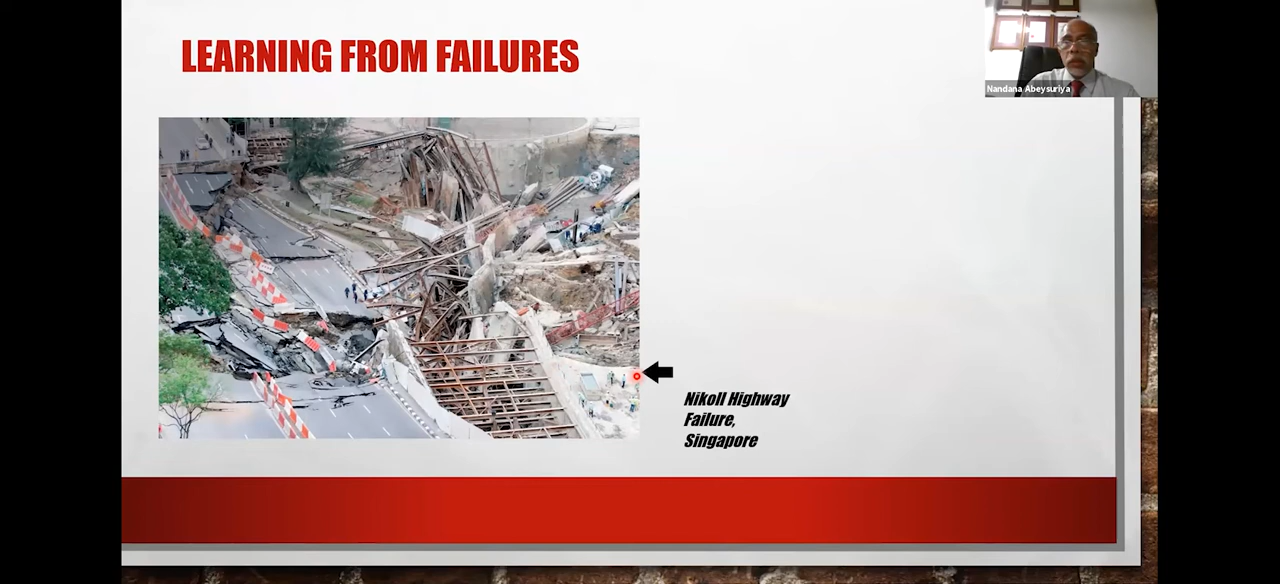 LEARNING FROM FAILURES
Nandana Abeysuriya
Nikoll Highway
Failure,
Singapore